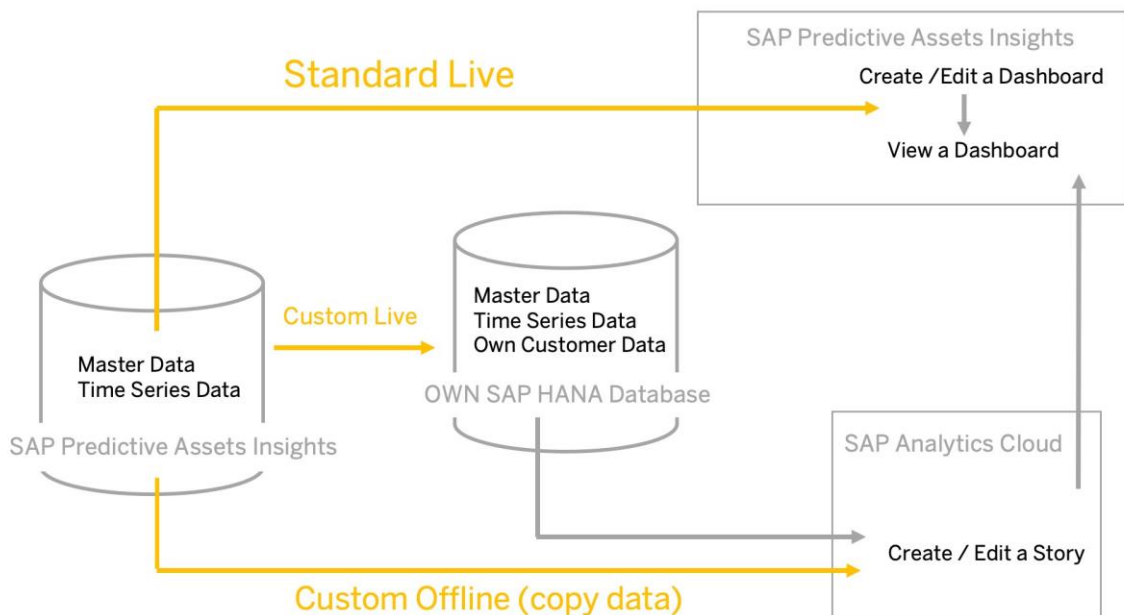 SAP Predictive Assets Insights
Create /Edit a Dashboard
View a Dashboard
Standard Live
Custom Live
Master Data
Time Series Data
SAP Predictive Assets Insights
Master Data
Time Series Data
Own Customer Data
OWN SAP HANA Database
SAP Analytics Cloud
Create / Edit a Story
Custom Offline (copy data)